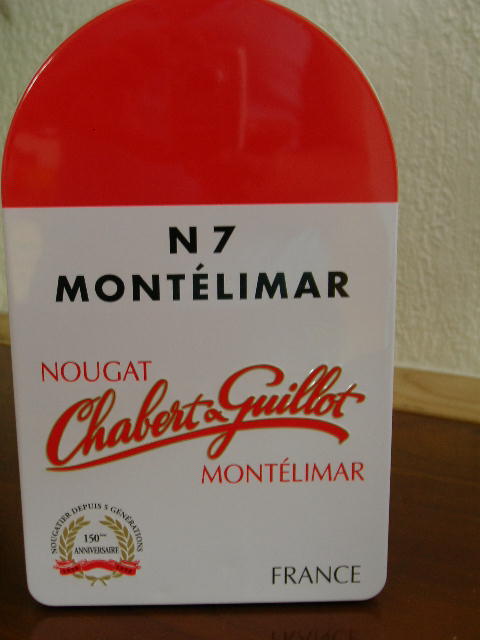 N 7
MONTÉLIMAR
NOUGAT
Chabert & Guillot
MONTÉLIMAR
NOUGATIER DEPUIS 5 GÉNÉRATIONS
150ème
ANNIVERSAIRE
FRANCE